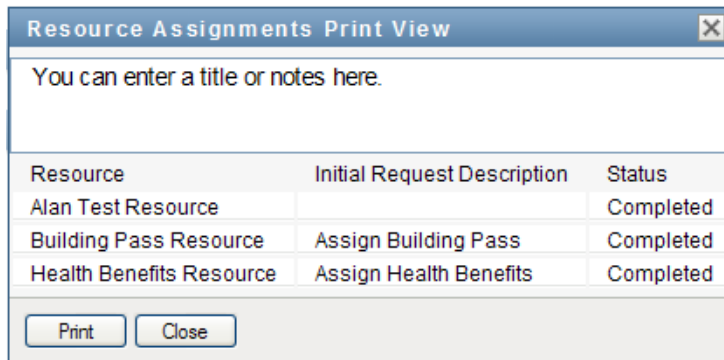 Resource Assignments Print View
You can enter a title or notes here.
Resource Initial Request Description Status
Alan Test Resource Completed
Building Pass Resource Assign Building Pass Completed
Health Benefits Resource Assign Health Benefits Completed
Print Close